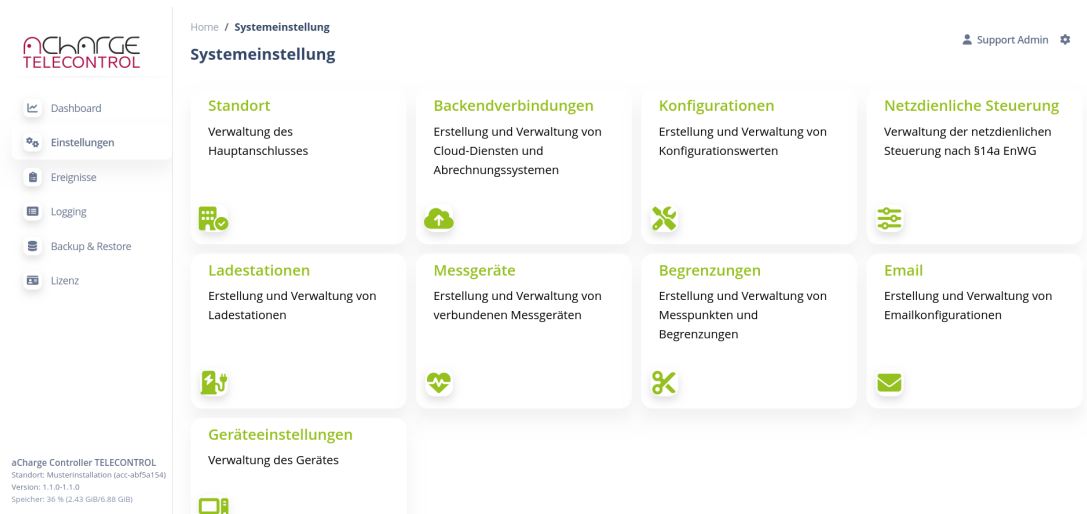 aCHARGE
TELECONTROL
Dashboard
Einstellungen
Ereignisse
Logging
Backup & Restore
Lizenz
aCharge Controller TELECONTROL
Standort: Musterinstallation (acc-abf5a154)
Version: 1.1.0-1.1.0
Speicher: 36 % (2.43 GiB/6.88 GiB)
Home / Systemeinstellung
Systemeinstellung
Support Admin
Standort
Verwaltung des
Hauptanschlusses
Backendverbindungen
Erstellung und Verwaltung von
Cloud-Diensten und
Abrechnungssystemen
Konfigurationen
Erstellung und Verwaltung von
Konfigurationswerten
Netzdienliche Steuerung
Verwaltung der netzdienlichen
Steuerung nach §14a EnWG
Ladestationen
Erstellung und Verwaltung von
Ladestationen
Messgeräte
Erstellung und Verwaltung von
verbundenen Messgeräten
Begrenzungen
Erstellung und Verwaltung von
Messpunkten und
Begrenzungen
Email
Erstellung und Verwaltung von
Emailkonfigurationen
Geräteeinstellungen
Verwaltung des Gerätes